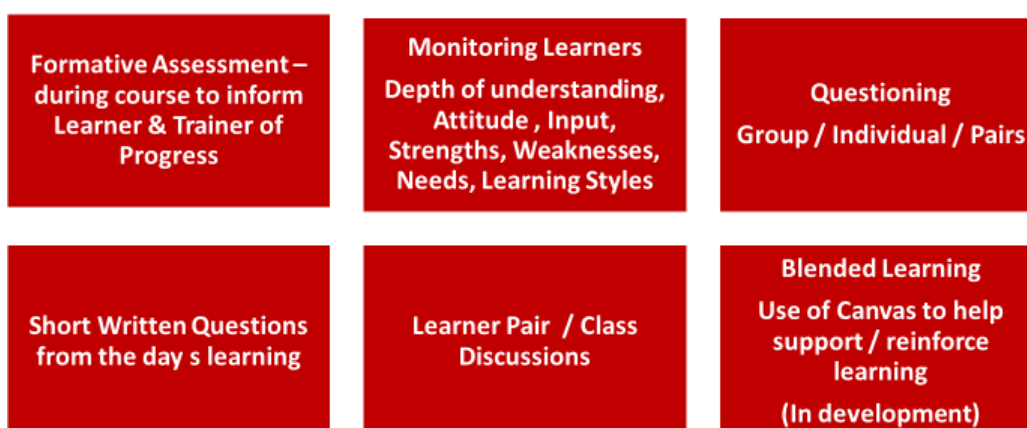 Formative Assessment –
during course to inform
Learner & Trainer of
Progress
Monitoring Learners
Depth of understanding,
Attitude , Input,
Strengths, Weaknesses,
Needs, Learning Styles
Questioning
Group / Individual / Pairs
Short Written Questions
from the day s learning
Learner Pair / Class
Discussions
Blended Learning
Use of Canvas to help
support / reinforce
learning
(In development)